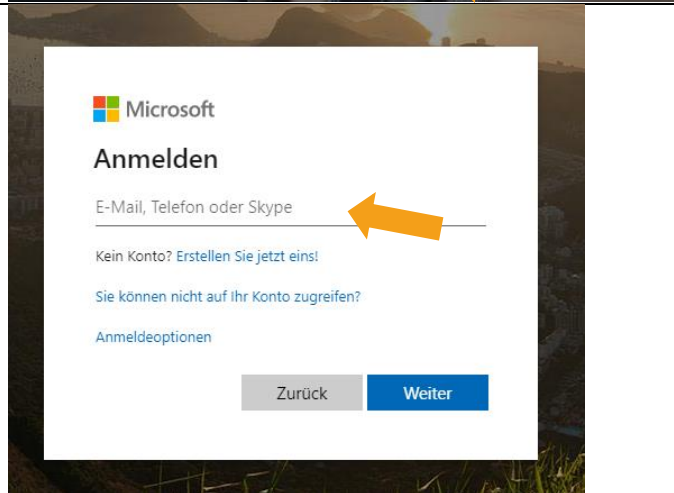 Microsoft
Anmelden
E-Mail, Telefon oder Skype
Kein Konto? Erstellen Sie jetzt eins!
Sie können nicht auf Ihr Konto zugreifen?
Anmeldeoptionen
Zurück Weiter